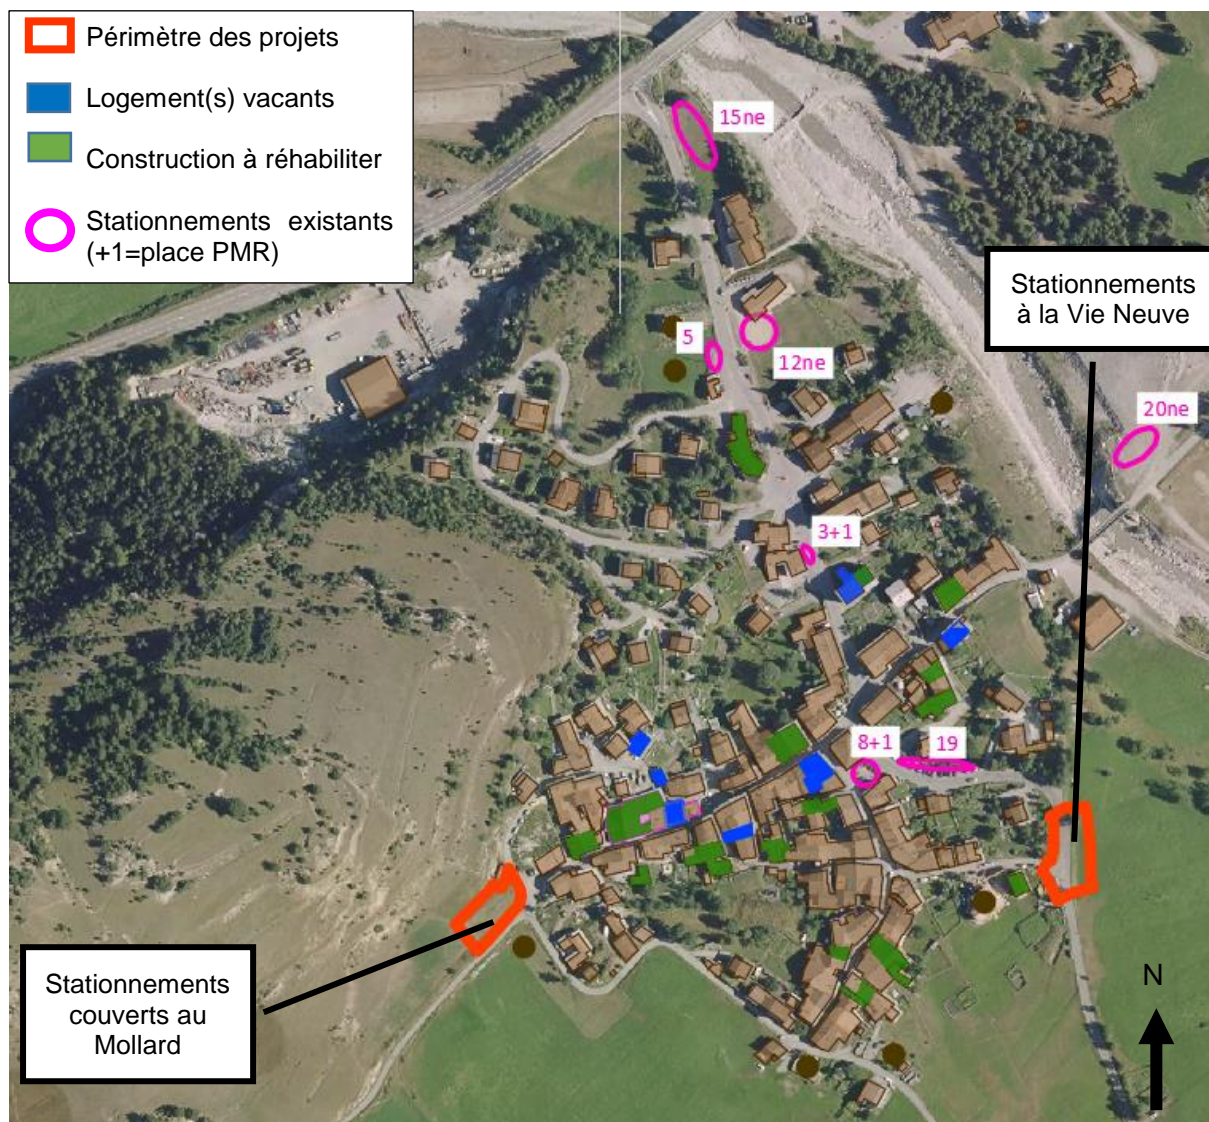 Périmètre des projets
Logement(s) vacants
Construction à réhabiliter
Stationnements existants
(+1=place PMR)
15ne
Stationnements
à la Vie Neuve
5
12ne
20ne
3+1
8+1
19
Stationnements
couverts au
Mollard
N